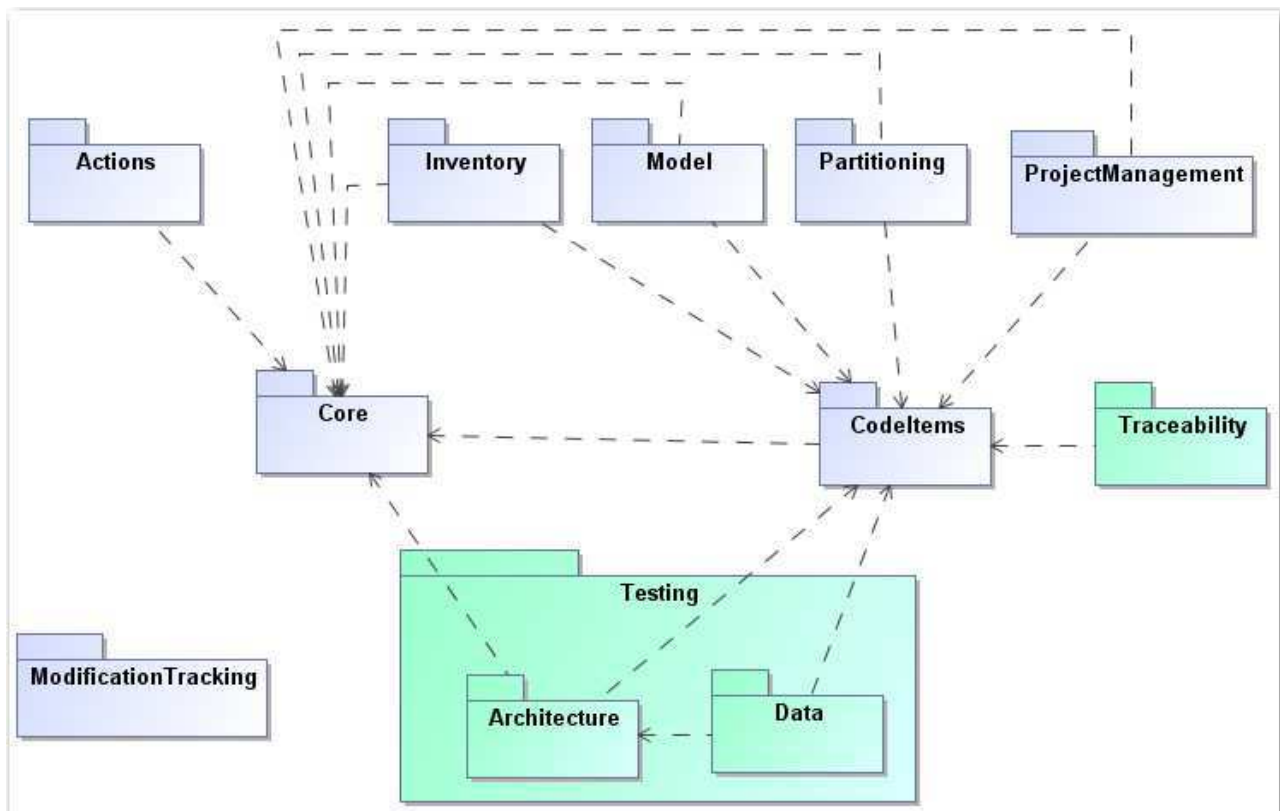 Actions
Inventory
Model
Partitioning
ProjectManagement
Core
CodeItems
Traceability
Testing
ModificationTracking
Architecture
Data